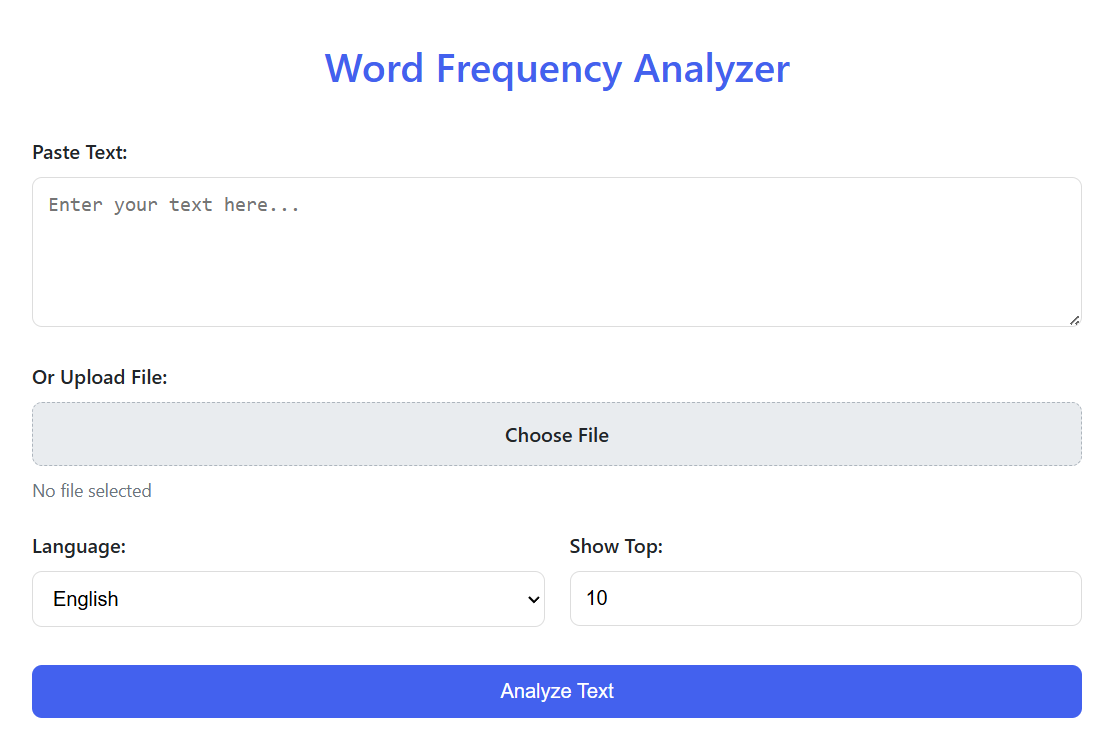 Word Frequency Analyzer
Paste Text:
Enter your text here...
Or Upload File:
Choose File
No file selected
Language:
Show Top:
English
10
Analyze Text